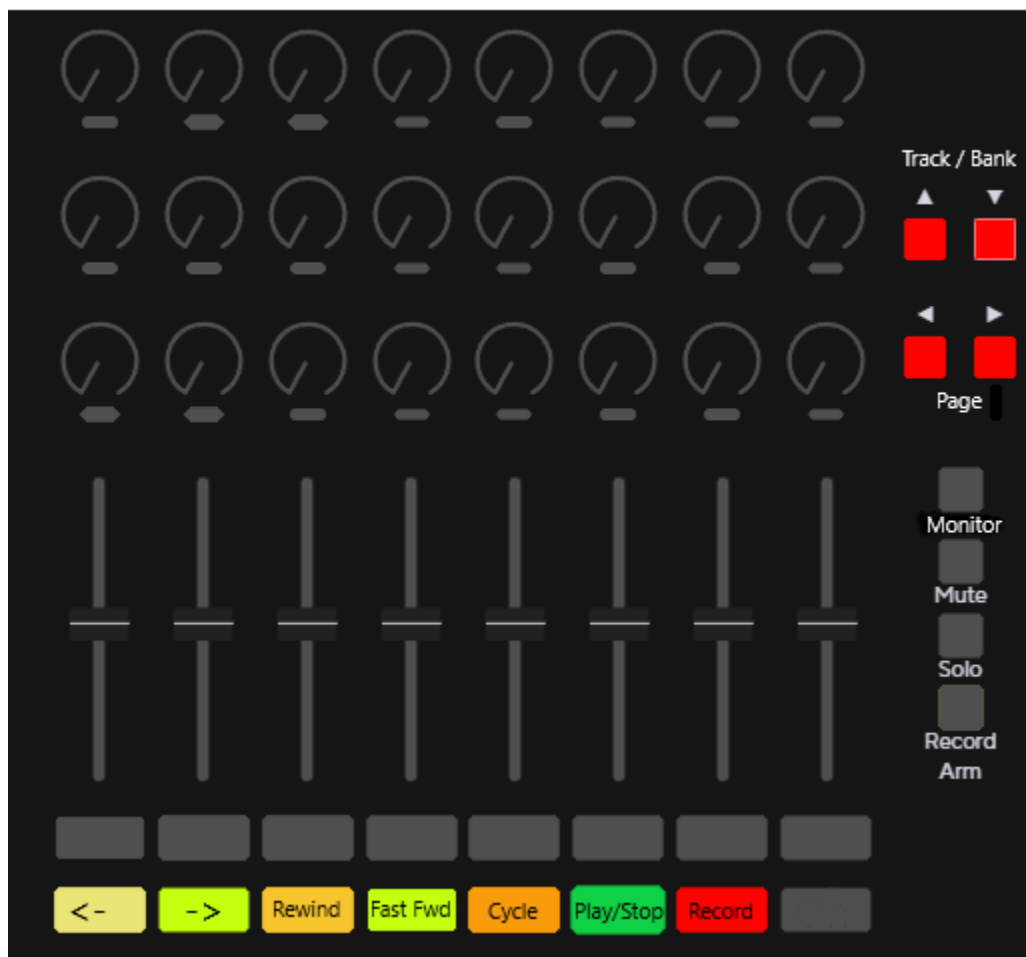 Track / Bank
▲ ▼
◀ ▶
Page
Monitor
Mute
Solo
Record
Arm
<- -> Rewind Fast Fwd Cycle Play/Stop Record